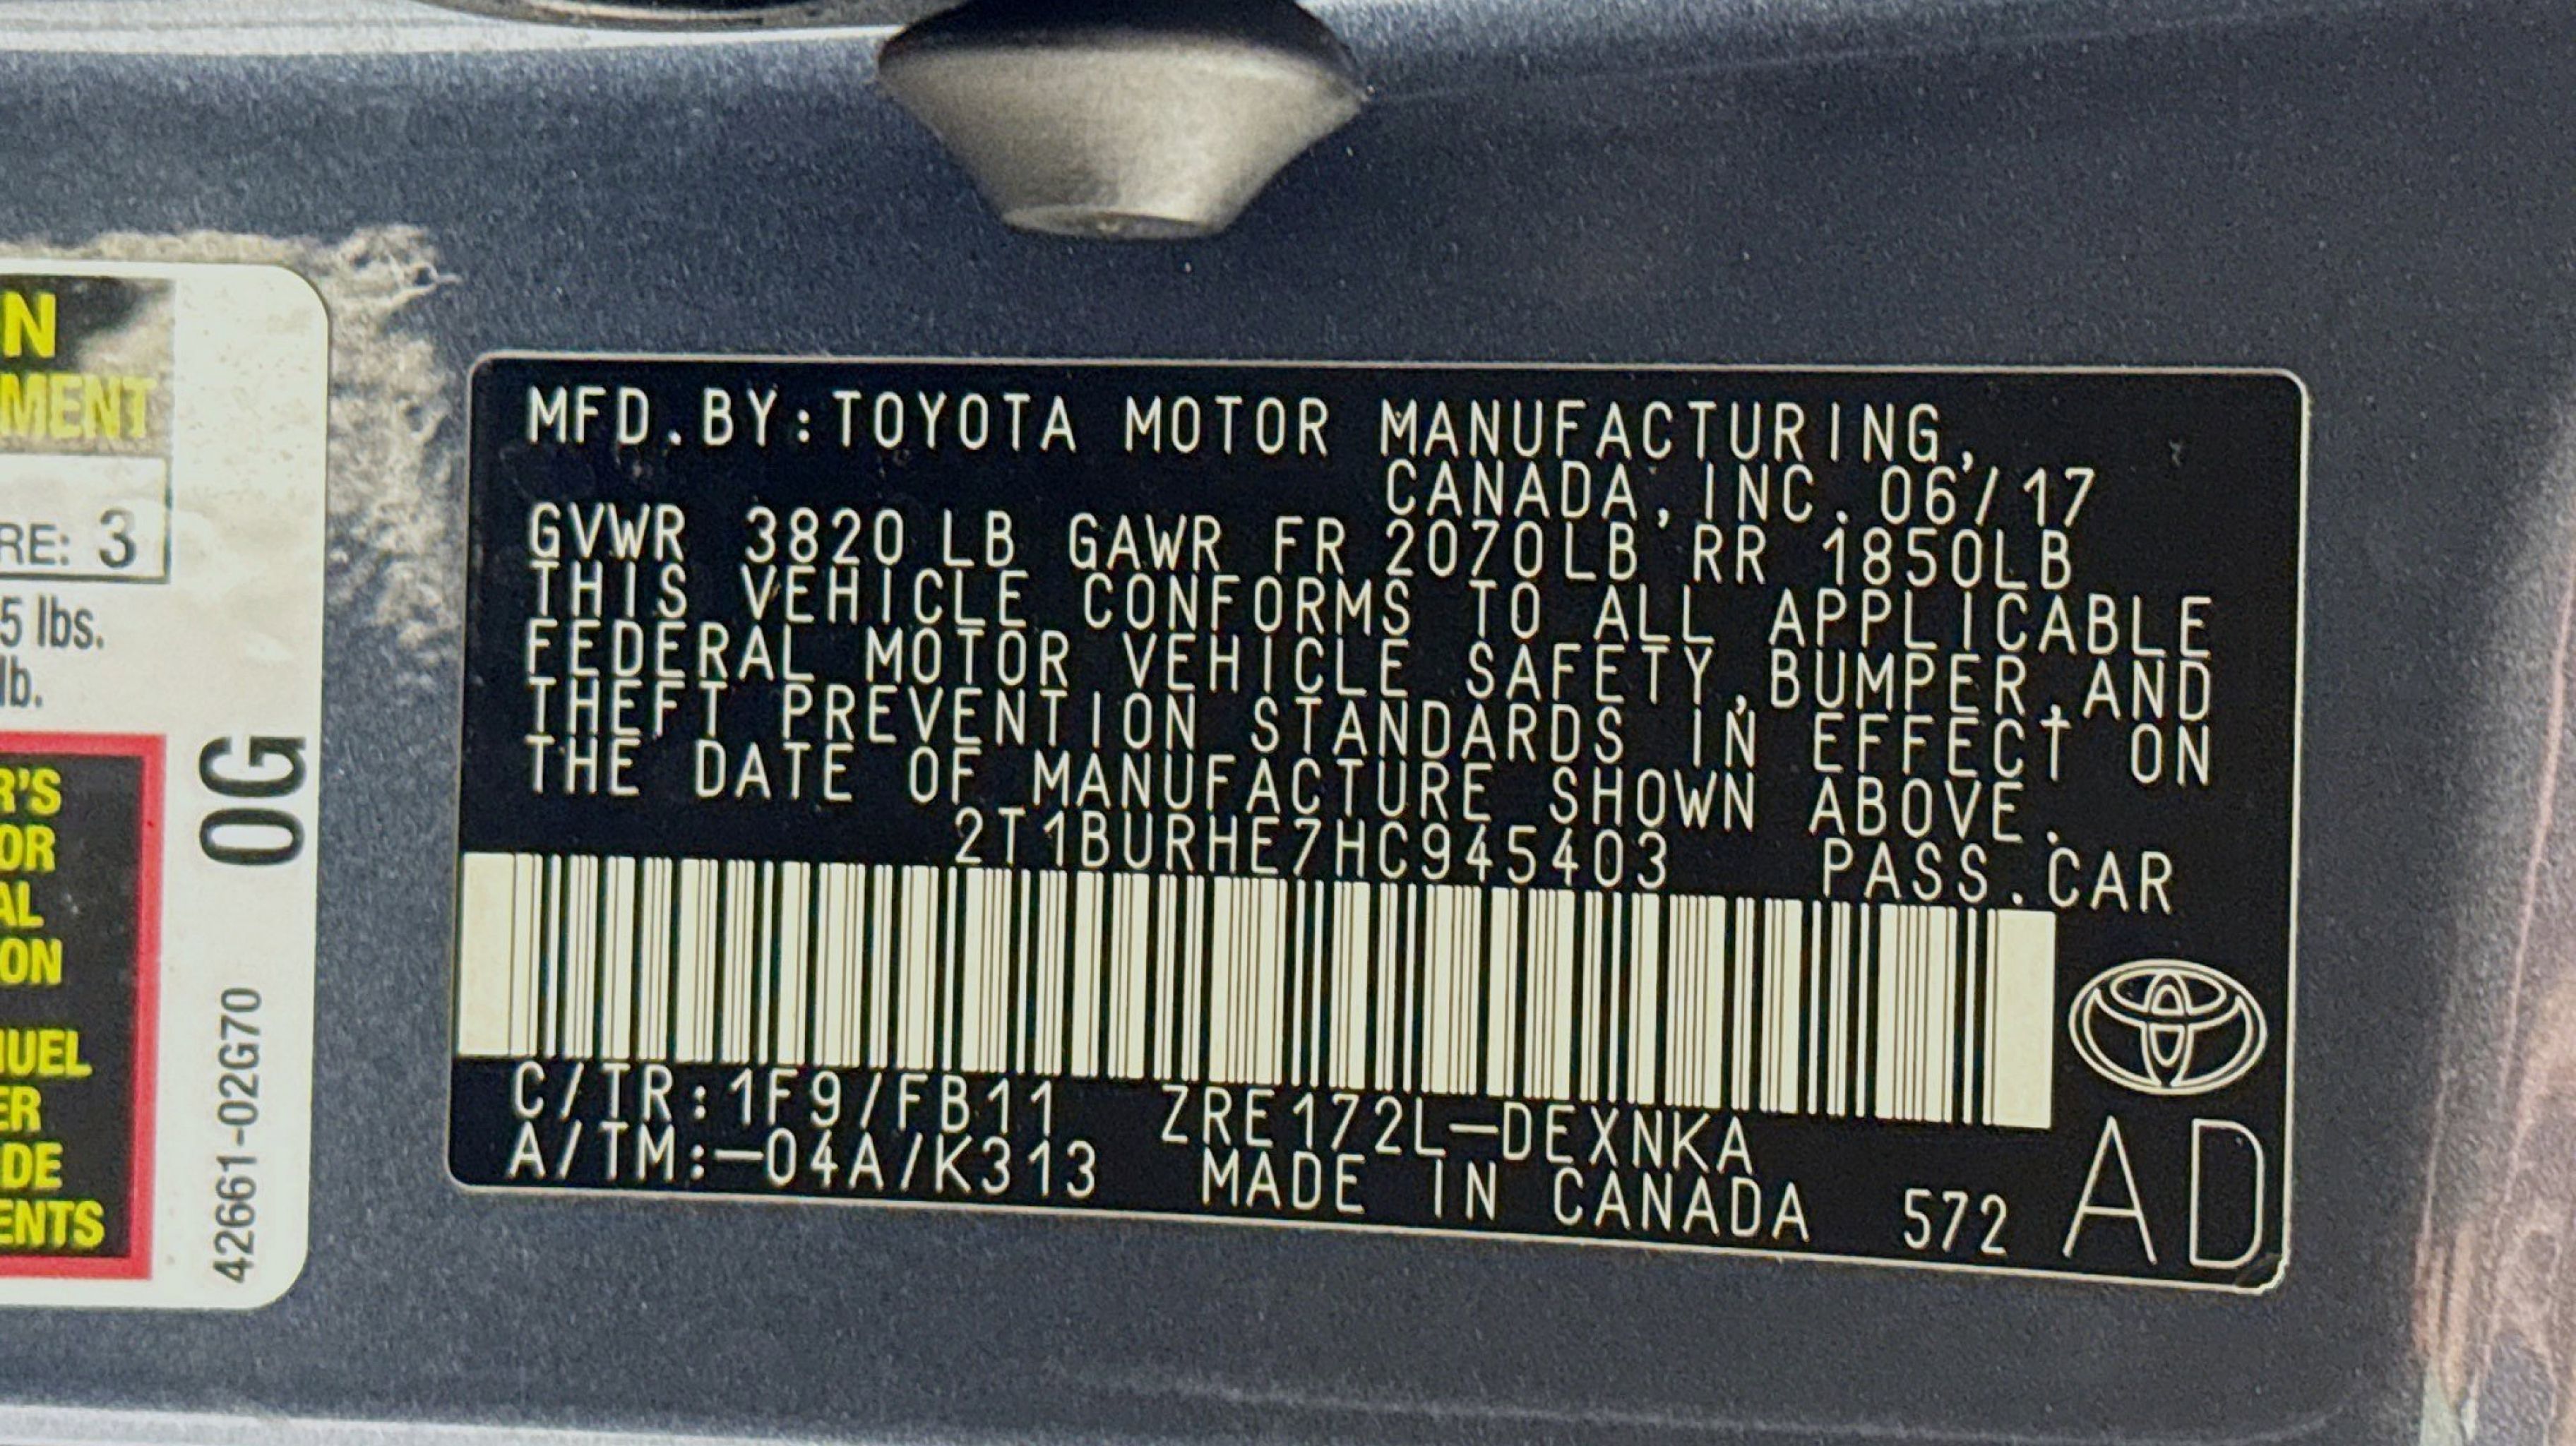 N
MENT
RE: 3
5 lbs.
lb.
R'S
OR
AL
ON
NUEL
ER
DE
ENTS
0G
42661-02G70
MFD.BY:TOYOTA MOTOR MANUFACTURING,
CANADA,INC.06/17
GVWR 3820LB GAWR FR 2070LB RR 1850LB
THIS VEHICLE CONFORMS TO ALL APPLICABLE
FEDERAL MOTOR VEHICLE SAFETY,BUMPER,AND
THEFT PREVENTION STANDARDS IN EFFECT ON
THE DATE OF MANUFACTURE SHOWN ABOVE.
2T1BURHE7HC945403 PASS.CAR
C/TR:1F9/FB11 ZRE172L-DEXNKA
A/TM:-04A/K313 MADE IN CANADA 572 AD